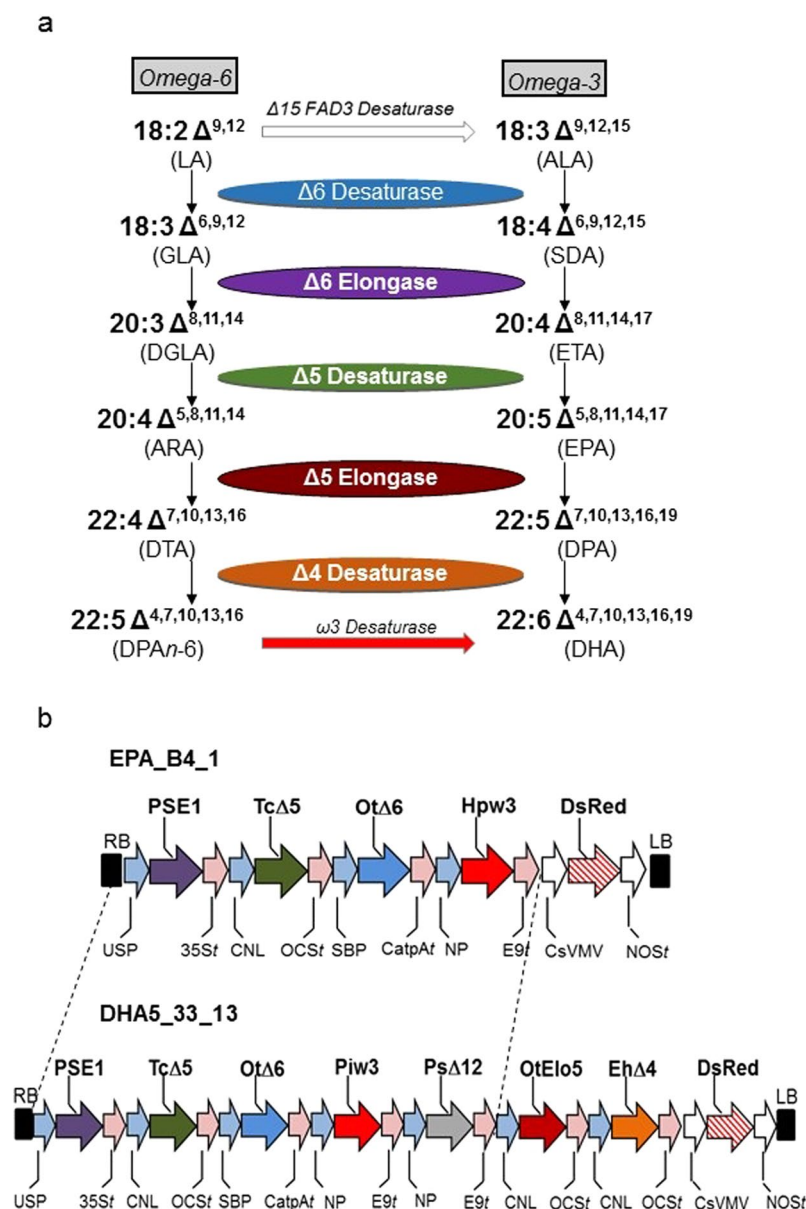 a
Omega-6 Omega-3
Δ15 FAD3 Desaturase
18:2 Δ9,12 18:3 Δ9,12,15
(LA) (ALA)
Δ6 Desaturase
18:3 Δ6,9,12 18:4 Δ6,9,12,15
(GLA) (SDA)
Δ6 Elongase
20:3 Δ8,11,14 20:4 Δ8,11,14,17
(DGLA) (ETA)
Δ5 Desaturase
20:4 Δ5,8,11,14 20:5 Δ5,8,11,14,17
(ARA) (EPA)
Δ5 Elongase
22:4 Δ7,10,13,16 22:5 Δ7,10,13,16,19
(DTA) (DPA)
Δ4 Desaturase
22:5 Δ4,7,10,13,16 22:6 Δ4,7,10,13,16,19
ω3 Desaturase
(DPAn-6) (DHA)
b
EPA_B4_1
PSE1 TcΔ5 OtΔ6 Hpw3 DsRed
RB LB
USP 35St CNL OCSt SBP CatpAt NP E9t CsVMV NOSt
DHA5_33_13
PSE1 TcΔ5 OtΔ6 Piw3 PsΔ12 OtElo5 EhΔ4 DsRed
RB LB
USP 35St CNL OCSt SBP CatpAt NP E9t NP E9t CNL OCSt CNL OCSt CsVMV NOSt